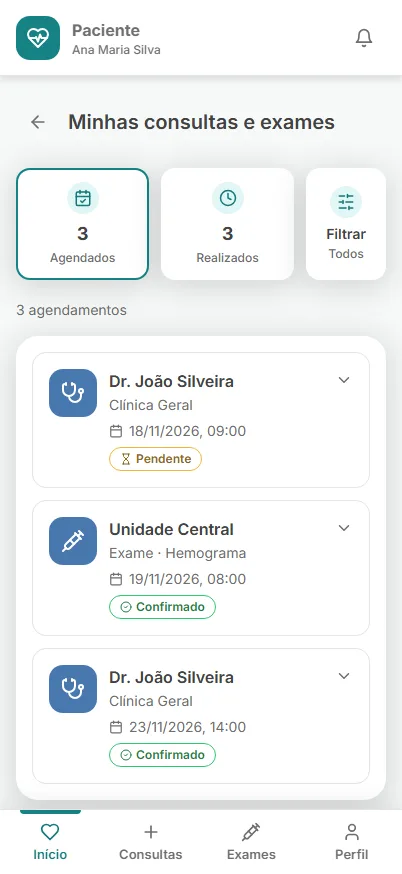 Paciente
Ana Maria Silva
Minhas consultas e exames
3
Agendados
3
Realizados
Filtrar
Todos
3 agendamentos
Dr. João Silveira
Clínica Geral
18/11/2026, 09:00
Pendente
Unidade Central
Exame · Hemograma
19/11/2026, 08:00
Confirmado
Dr. João Silveira
Clínica Geral
23/11/2026, 14:00
Confirmado
Início
Consultas
Exames
Perfil